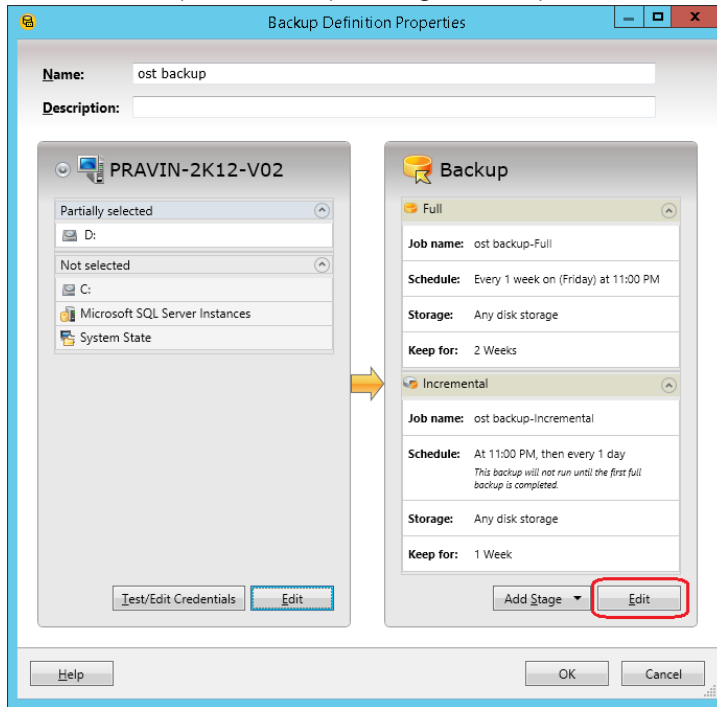 Backup Definition Properties
Name: ost backup
Description:
PRAVIN-2K12-V02
Partially selected
D:
Not selected
C:
Microsoft SQL Server Instances
System State
Test/Edit Credentials Edit
Backup
Full
Job name: ost backup-Full
Schedule: Every 1 week on (Friday) at 11:00 PM
Storage: Any disk storage
Keep for: 2 Weeks
Incremental
Job name: ost backup-Incremental
Schedule: At 11:00 PM, then every 1 day
This backup will not run until the first full
backup is completed.
Storage: Any disk storage
Keep for: 1 Week
Add Stage Edit
Help OK Cancel